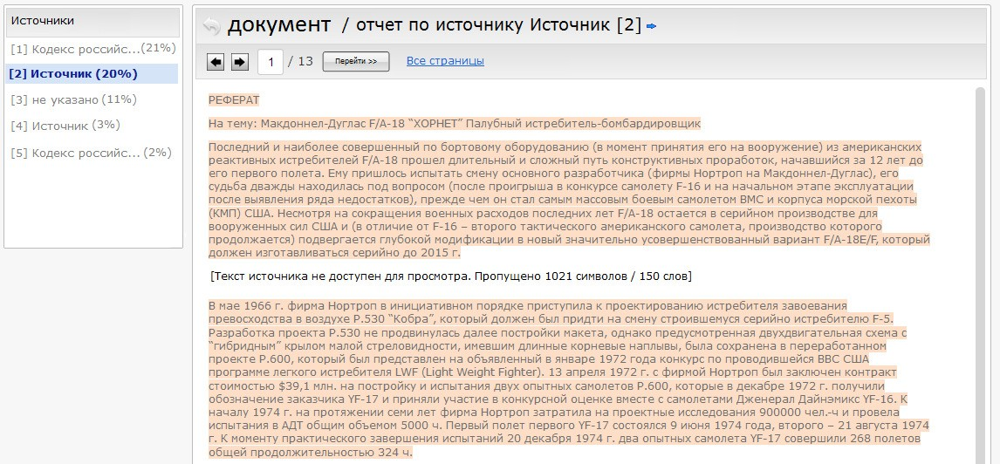 Источники
[1] Кодекс российс...(21%)
[2] Источник (20%)
[3] не указано (11%)
[4] Источник (3%)
[5] Кодекс российс... (2%)
документ / отчет по источнику Источник [2]
1 / 13 Перейти >> Все страницы
РЕФЕРАТ
На тему: Макдоннел-Дуглас F/A-18 “ХОРНЕТ” Палубный истребитель-бомбардировщик
Последний и наиболее совершенный по бортовому оборудованию (в момент принятия его на вооружение) из американских
реактивных истребителей F/A-18 прошел длительный и сложный путь конструктивных проработок, начавшийся за 12 лет до
его первого полета. Ему пришлось испытать смену основного разработчика (фирмы Нортроп на Макдоннел-Дуглас), его
судьба дважды находилась под вопросом (после проигрыша в конкурсе самолету F-16 и на начальном этапе эксплуатации
после выявления ряда недостатков), прежде чем он стал самым массовым боевым самолетом ВМС и корпуса морской пехоты
(КМП) США. Несмотря на сокращения военных расходов последних лет F/A-18 остается в серийном производстве для
вооруженных сил США и (в отличие от F-16 – второго тактического американского самолета, производство которого
продолжается) подвергается глубокой модификации в новый значительно усовершенствованный вариант F/A-18E/F, который
должен изготавливаться серийно до 2015 г.
[Текст источника не доступен для просмотра. Пропущено 1021 символов / 150 слов]
В мае 1966 г. фирма Нортроп в инициативном порядке приступила к проектированию истребителя завоевания
превосходства в воздухе P.530 “Кобра”, который должен был придти на смену строившемуся серийно истребителю F-5.
Разработка проекта P.530 не продвинулась далее постройки макета, однако предусмотренная двухдвигательная схема с
“гибридным” крылом малой стреловидности, имевшим длинные корневые наплывы, была сохранена в переработанном
проекте P.600, который был представлен на объявленный в январе 1972 года конкурс по проводившейся ВВС США
программе легкого истребителя LWF (Light Weight Fighter). 13 апреля 1972 г. с фирмой Нортроп был заключен контракт
стоимостью $39,1 млн. на постройку и испытания двух опытных самолетов P.600, которые в декабре 1972 г. получили
обозначение заказчика YF-17 и приняли участие в конкурсной оценке вместе с самолетами Дженерал Дайнэмикс YF-16. К
началу 1974 г. на протяжении семи лет фирма Нортроп затратила на проектные исследования 900000 чел.-ч и провела
испытания в АДТ общим объемом 5000 ч. Первый полет первого YF-17 состоялся 9 июня 1974 года, второго – 21 августа 1974
г. К моменту практического завершения испытаний 20 декабря 1974 г. два опытных самолета YF-17 совершили 268 полетов
общей продолжительностью 324 ч.